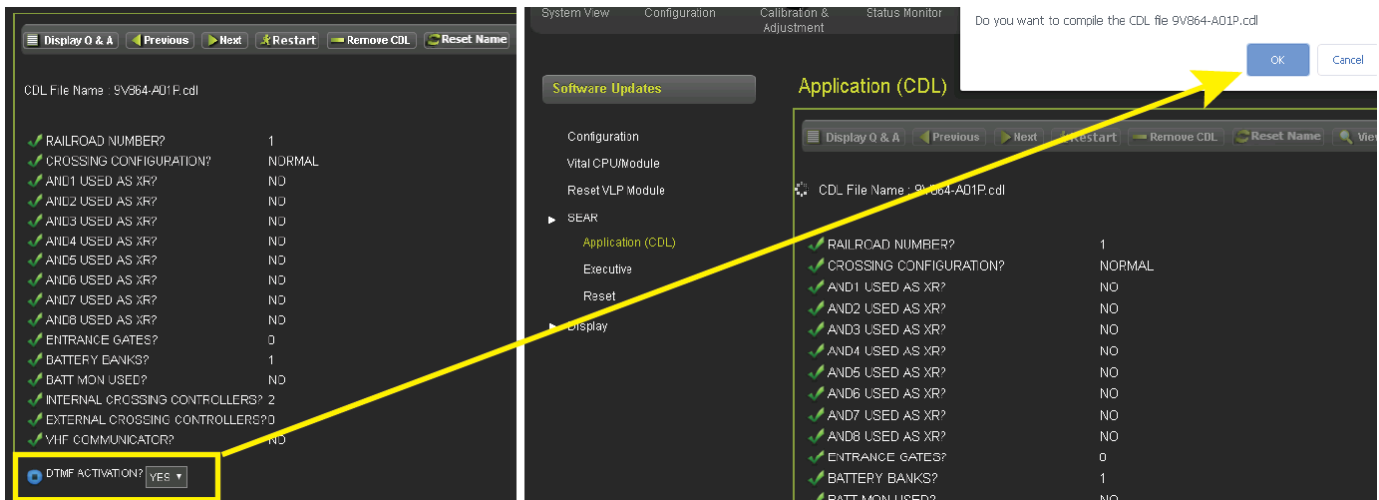 Display Q & A Previous Next Restart Remove CDL Reset Name
CDL File Name : 9V864-A01P.cdl
RAILROAD NUMBER? 1
CROSSING CONFIGURATION? NORMAL
AND1 USED AS XR? NO
AND2 USED AS XR? NO
AND3 USED AS XR? NO
AND4 USED AS XR? NO
AND5 USED AS XR? NO
AND6 USED AS XR? NO
AND7 USED AS XR? NO
AND8 USED AS XR? NO
ENTRANCE GATES? 0
BATTERY BANKS? 1
BATT MON USED? NO
INTERNAL CROSSING CONTROLLERS? 2
EXTERNAL CROSSING CONTROLLERS? 0
VHF COMMUNICATOR? NO
DTMF ACTIVATION? YES
System View Configuration Calibration & Adjustment Status Monitor
Do you want to compile the CDL file 9V864-A01P.cdl
OK Cancel
Software Updates
Configuration
Vital CPU/Module
Reset VLP Module
SEAR
Application (CDL)
Executive
Reset
Display
Application (CDL)
Display Q & A Previous Next Restart Remove CDL Reset Name
CDL File Name : 9V864-A01P.cdl
RAILROAD NUMBER? 1
CROSSING CONFIGURATION? NORMAL
AND1 USED AS XR? NO
AND2 USED AS XR? NO
AND3 USED AS XR? NO
AND4 USED AS XR? NO
AND5 USED AS XR? NO
AND6 USED AS XR? NO
AND7 USED AS XR? NO
AND8 USED AS XR? NO
ENTRANCE GATES? 0
BATTERY BANKS? 1
BATT MON USED? NO